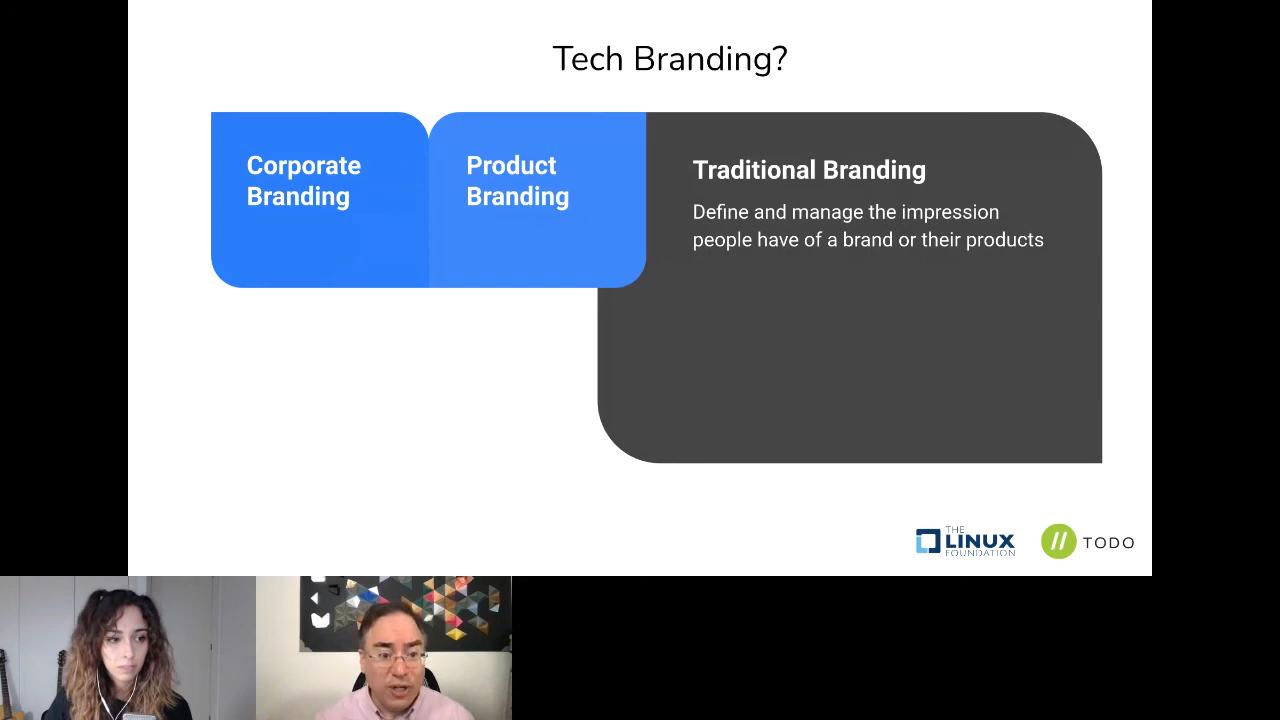 Tech Branding?
Corporate
Branding
Product
Branding
Traditional Branding
Define and manage the impression
people have of a brand or their products
THE
LINUX
FOUNDATION
TODO